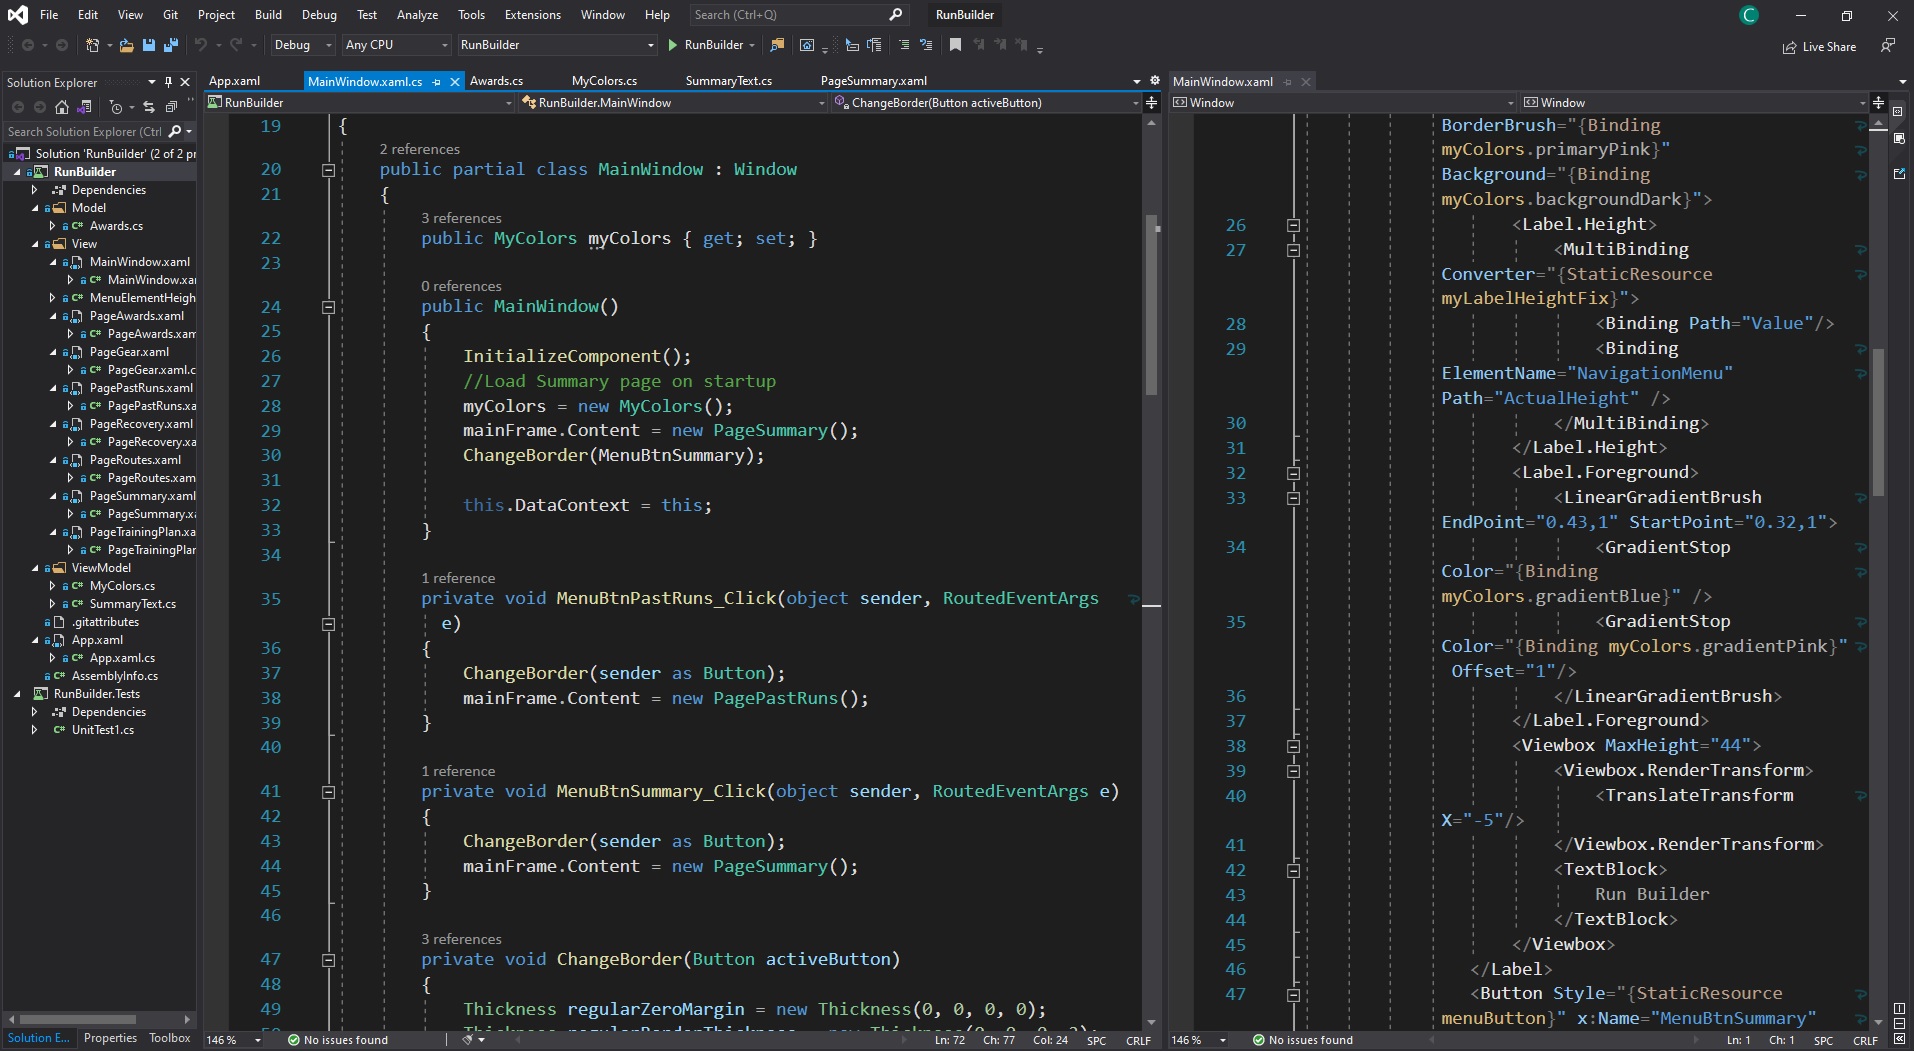 File Edit View Git Project Build Debug Test Analyze Tools Extensions Window Help Search (Ctrl+Q) RunBuilder C
Debug Any CPU RunBuilder RunBuilder Live Share
Solution Explorer
Search Solution Explorer (Ctrl
Solution 'RunBuilder' (2 of 2 pr
RunBuilder
Dependencies
Model
C# Awards.cs
View
MainWindow.xaml
C# MainWindow.xa
C# MenuElementHeigh
PageAwards.xaml
C# PageAwards.xam
PageGear.xaml
C# PageGear.xaml.c
PagePastRuns.xaml
C# PagePastRuns.xa
PageRecovery.xaml
C# PageRecovery.xa
PageRoutes.xaml
C# PageRoutes.xam
PageSummary.xaml
C# PageSummary.x
PageTrainingPlan.xa
C# PageTrainingPlan
ViewModel
C# MyColors.cs
C# SummaryText.cs
.gitattributes
App.xaml
C# App.xaml.cs
C# AssemblyInfo.cs
RunBuilder.Tests
Dependencies
C# UnitTest1.cs
Solution E... Properties Toolbox
App.xaml MainWindow.xaml.cs Awards.cs MyColors.cs SummaryText.cs PageSummary.xaml
RunBuilder RunBuilder.MainWindow ChangeBorder(Button activeButton)
19 {
2 references
20 public partial class MainWindow : Window
21 {
3 references
22 public MyColors myColors { get; set; }
23
0 references
24 public MainWindow()
25 {
26 InitializeComponent();
27 //Load Summary page on startup
28 myColors = new MyColors();
29 mainFrame.Content = new PageSummary();
30 ChangeBorder(MenuBtnSummary);
31
32 this.DataContext = this;
33 }
34
1 reference
35 private void MenuBtnPastRuns_Click(object sender, RoutedEventArgs
e)
36 {
37 ChangeBorder(sender as Button);
38 mainFrame.Content = new PagePastRuns();
39 }
40
1 reference
41 private void MenuBtnSummary_Click(object sender, RoutedEventArgs e)
42 {
43 ChangeBorder(sender as Button);
44 mainFrame.Content = new PageSummary();
45 }
46
3 references
47 private void ChangeBorder(Button activeButton)
48 {
49 Thickness regularZeroMargin = new Thickness(0, 0, 0, 0);
146 % No issues found Ln: 72 Ch: 77 Col: 24 SPC CRLF
MainWindow.xaml
Window Window
BorderBrush="{Binding
myColors.primaryPink}"
Background="{Binding
myColors.backgroundDark}">
26 <Label.Height>
27 <MultiBinding
Converter="{StaticResource
myLabelHeightFix}">
28 <Binding Path="Value"/>
29 <Binding
ElementName="NavigationMenu"
Path="ActualHeight" />
30 </MultiBinding>
31 </Label.Height>
32 <Label.Foreground>
33 <LinearGradientBrush
EndPoint="0.43,1" StartPoint="0.32,1">
34 <GradientStop
Color="{Binding
myColors.gradientBlue}" />
35 <GradientStop
Color="{Binding myColors.gradientPink}"
Offset="1"/>
36 </LinearGradientBrush>
37 </Label.Foreground>
38 <Viewbox MaxHeight="44">
39 <Viewbox.RenderTransform>
40 <TranslateTransform
X="-5"/>
41 </Viewbox.RenderTransform>
42 <TextBlock>
43 Run Builder
44 </TextBlock>
45 </Viewbox>
46 </Label>
47 <Button Style="{StaticResource
menuButton}" x:Name="MenuBtnSummary"
146 % No issues found Ln: 1 Ch: 1 SPC CRLF